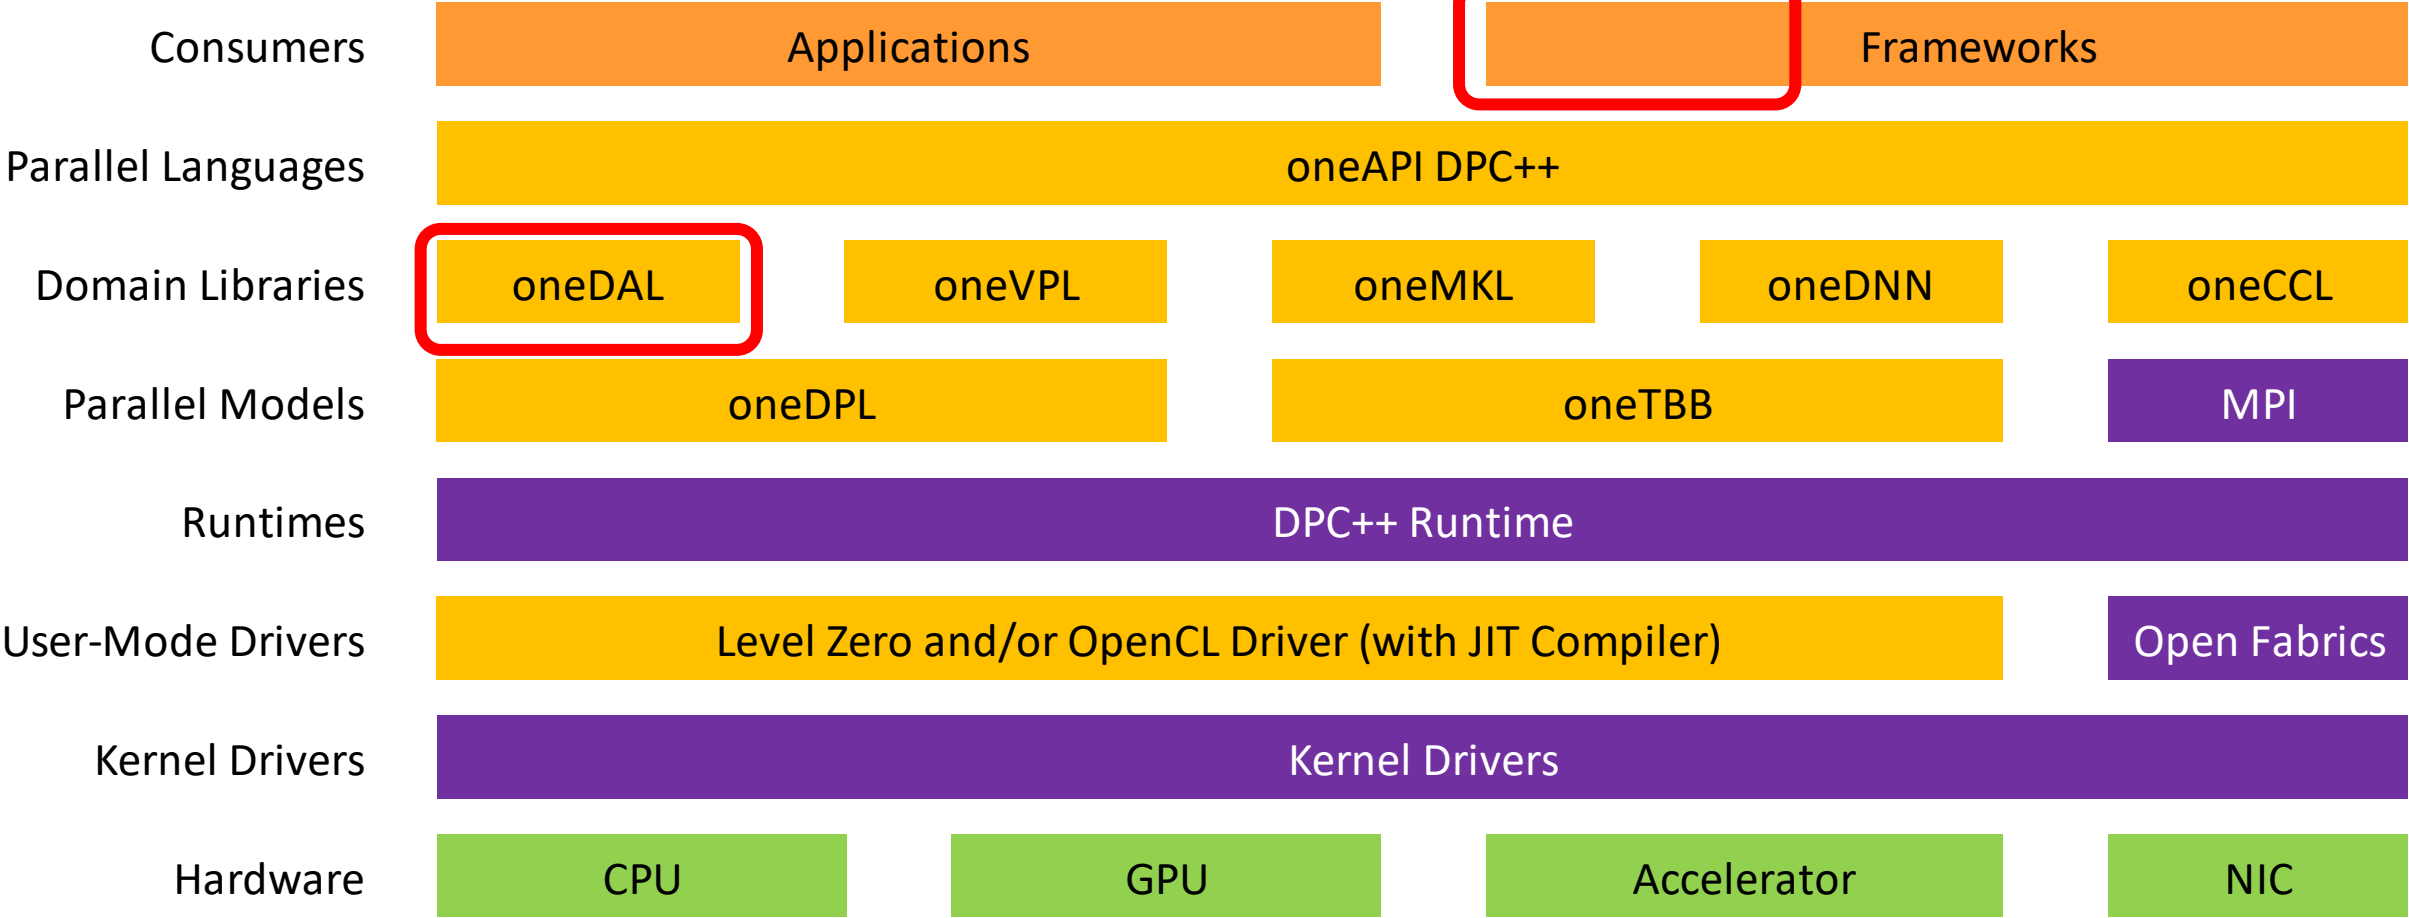 Consumers Applications Frameworks
Parallel Languages oneAPI DPC++
Domain Libraries oneDAL oneVPL oneMKL oneDNN oneCCL
Parallel Models oneDPL oneTBB MPI
Runtimes DPC++ Runtime
User-Mode Drivers Level Zero and/or OpenCL Driver (with JIT Compiler) Open Fabrics
Kernel Drivers Kernel Drivers
Hardware CPU GPU Accelerator NIC